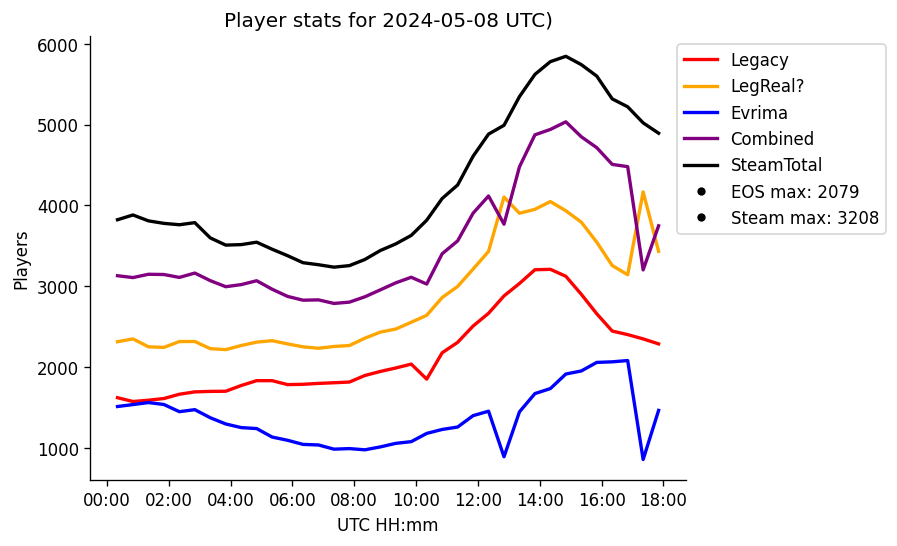 Player stats for 2024-05-08 UTC)
6000
5000
4000
3000
2000
1000
Players
00:00 02:00 04:00 06:00 08:00 10:00 12:00 14:00 16:00 18:00
UTC HH:mm
Legacy
LegReal?
Evrima
Combined
SteamTotal
EOS max: 2079
Steam max: 3208